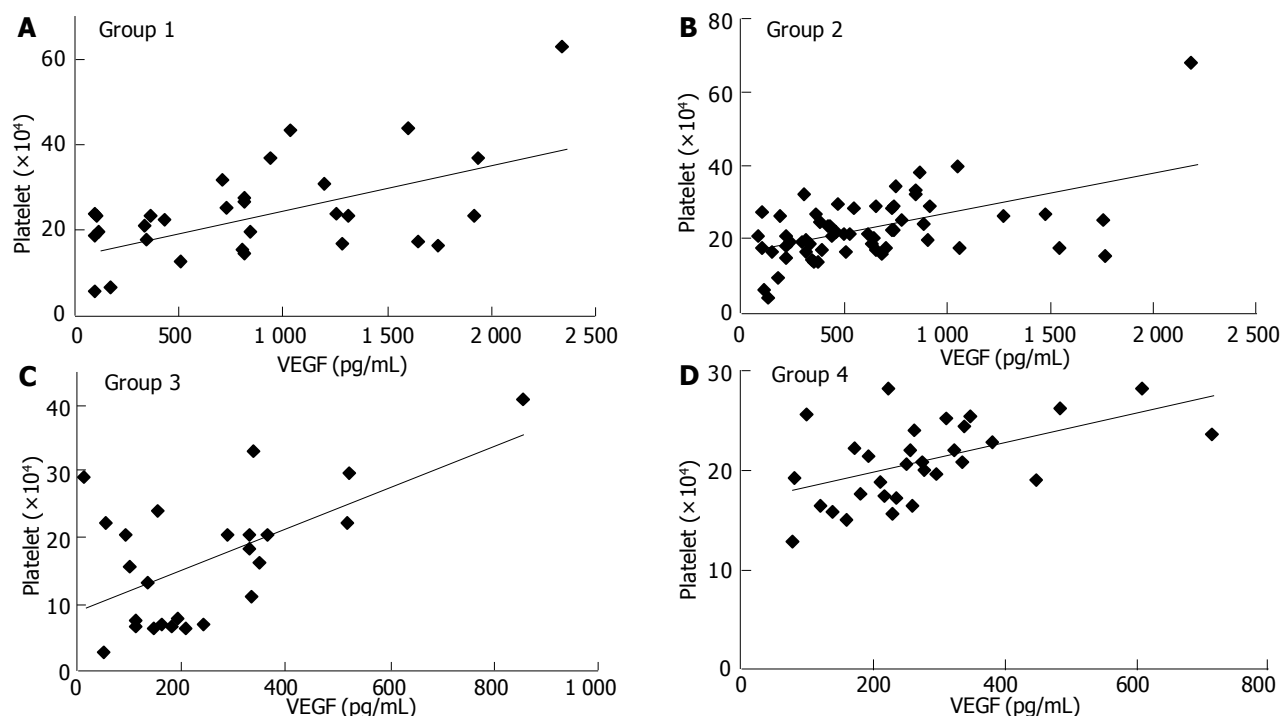 A Group 1
Platelet (×10⁴)
60
40
20
0
500 1 000 1 500 2 000 2 500
VEGF (pg/mL)
B Group 2
Platelet (×10⁴)
80
60
40
20
0
0 500 1 000 1 500 2 000 2 500
VEGF (pg/mL)
C Group 3
Platelet (×10⁴)
40
30
20
10
0
0 200 400 600 800 1 000
VEGF (pg/mL)
D Group 4
Platelet (×10⁴)
30
20
10
0
0 200 400 600 800
VEGF (pg/mL)